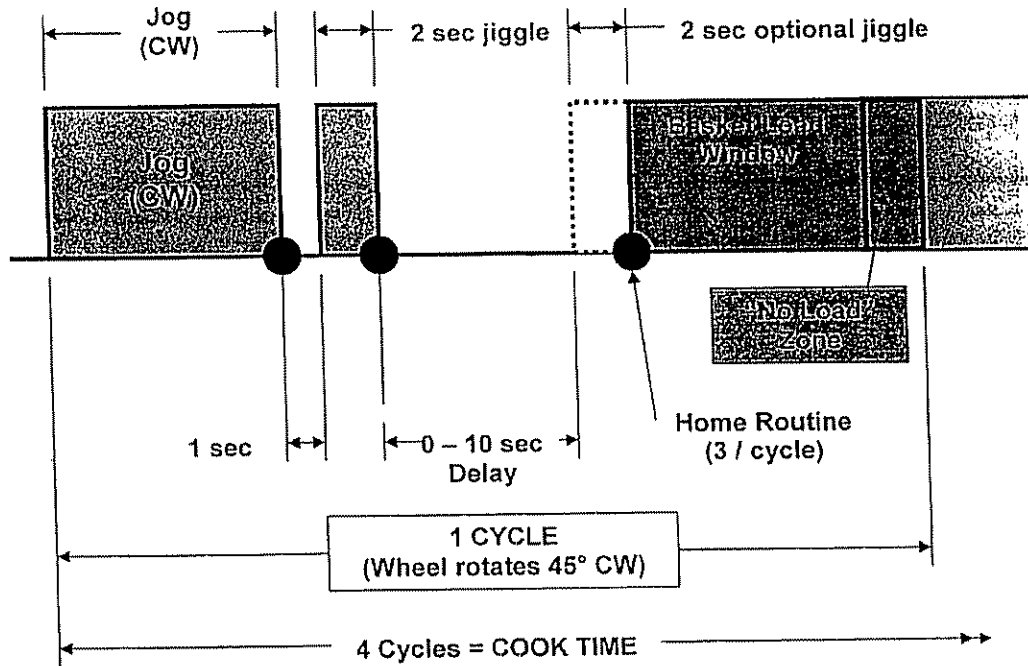 Jog
(CW)
2 sec jiggle
2 sec optional jiggle
Jog
(CW)
Basket Load
Window
"No Load"
Zone
1 sec
0 – 10 sec
Delay
Home Routine
(3 / cycle)
1 CYCLE
(Wheel rotates 45° CW)
4 Cycles = COOK TIME